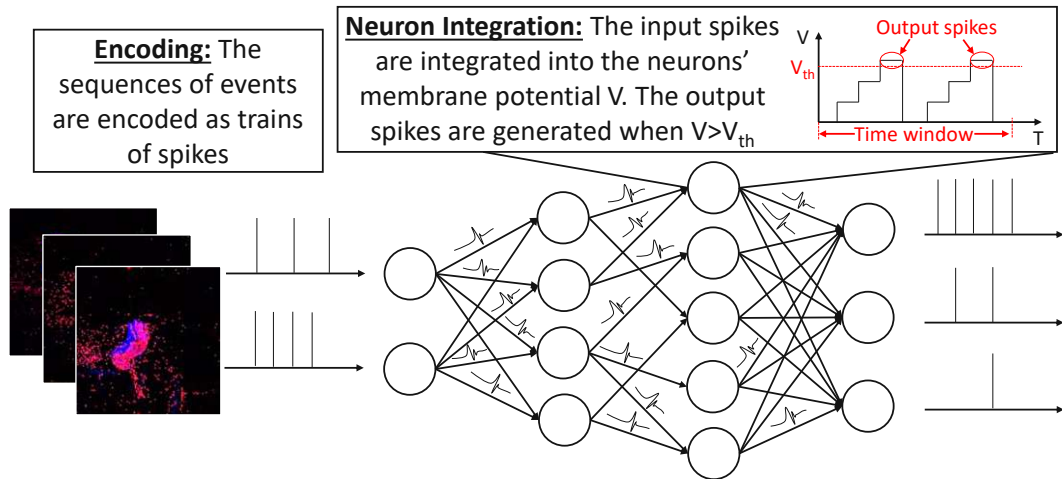 Encoding: The
sequences of events
are encoded as trains
of spikes
Neuron Integration: The input spikes
are integrated into the neurons’
membrane potential V. The output
spikes are generated when V>Vth
V
Output spikes
Vth
Time window
T